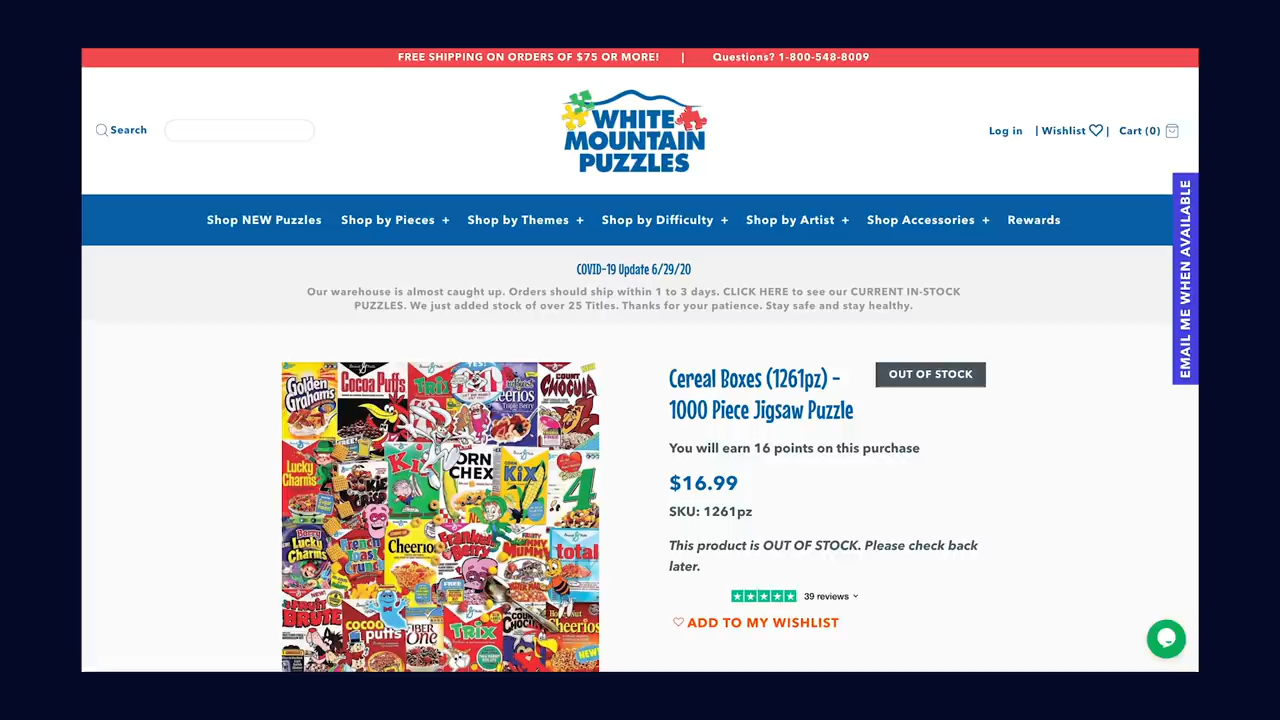 FREE SHIPPING ON ORDERS OF $75 OR MORE! | Questions? 1-800-548-8009
Search
WHITE
MOUNTAIN
PUZZLES
Log in | Wishlist | Cart (0)
Shop NEW Puzzles Shop by Pieces + Shop by Themes + Shop by Difficulty + Shop by Artist + Shop Accessories + Rewards
EMAIL ME WHEN AVAILABLE
COVID-19 Update 6/29/20
Our warehouse is almost caught up. Orders should ship within 1 to 3 days. CLICK HERE to see our CURRENT IN-STOCK
PUZZLES. We just added stock of over 25 Titles. Thanks for your patience. Stay safe and stay healthy.
Golden
Grahams
Cocoa Puffs
TRIX
COUNT
CHOCULA
Lucky
Charms
Ki
CORN
CHEX
KIX
4
Berry
Lucky
Charms
French
Toast
Crunch
Cheerio
Franken
Berry
FRUITY
YUMMY
MUMMY
total
FRUIT
BRUTE
COCOA
puffs
FIBER
One
TRIX
Cheerios
NEW!
Cereal Boxes (1261pz) -
1000 Piece Jigsaw Puzzle
OUT OF STOCK
You will earn 16 points on this purchase
$16.99
SKU: 1261pz
This product is OUT OF STOCK. Please check back
later.
39 reviews
ADD TO MY WISHLIST